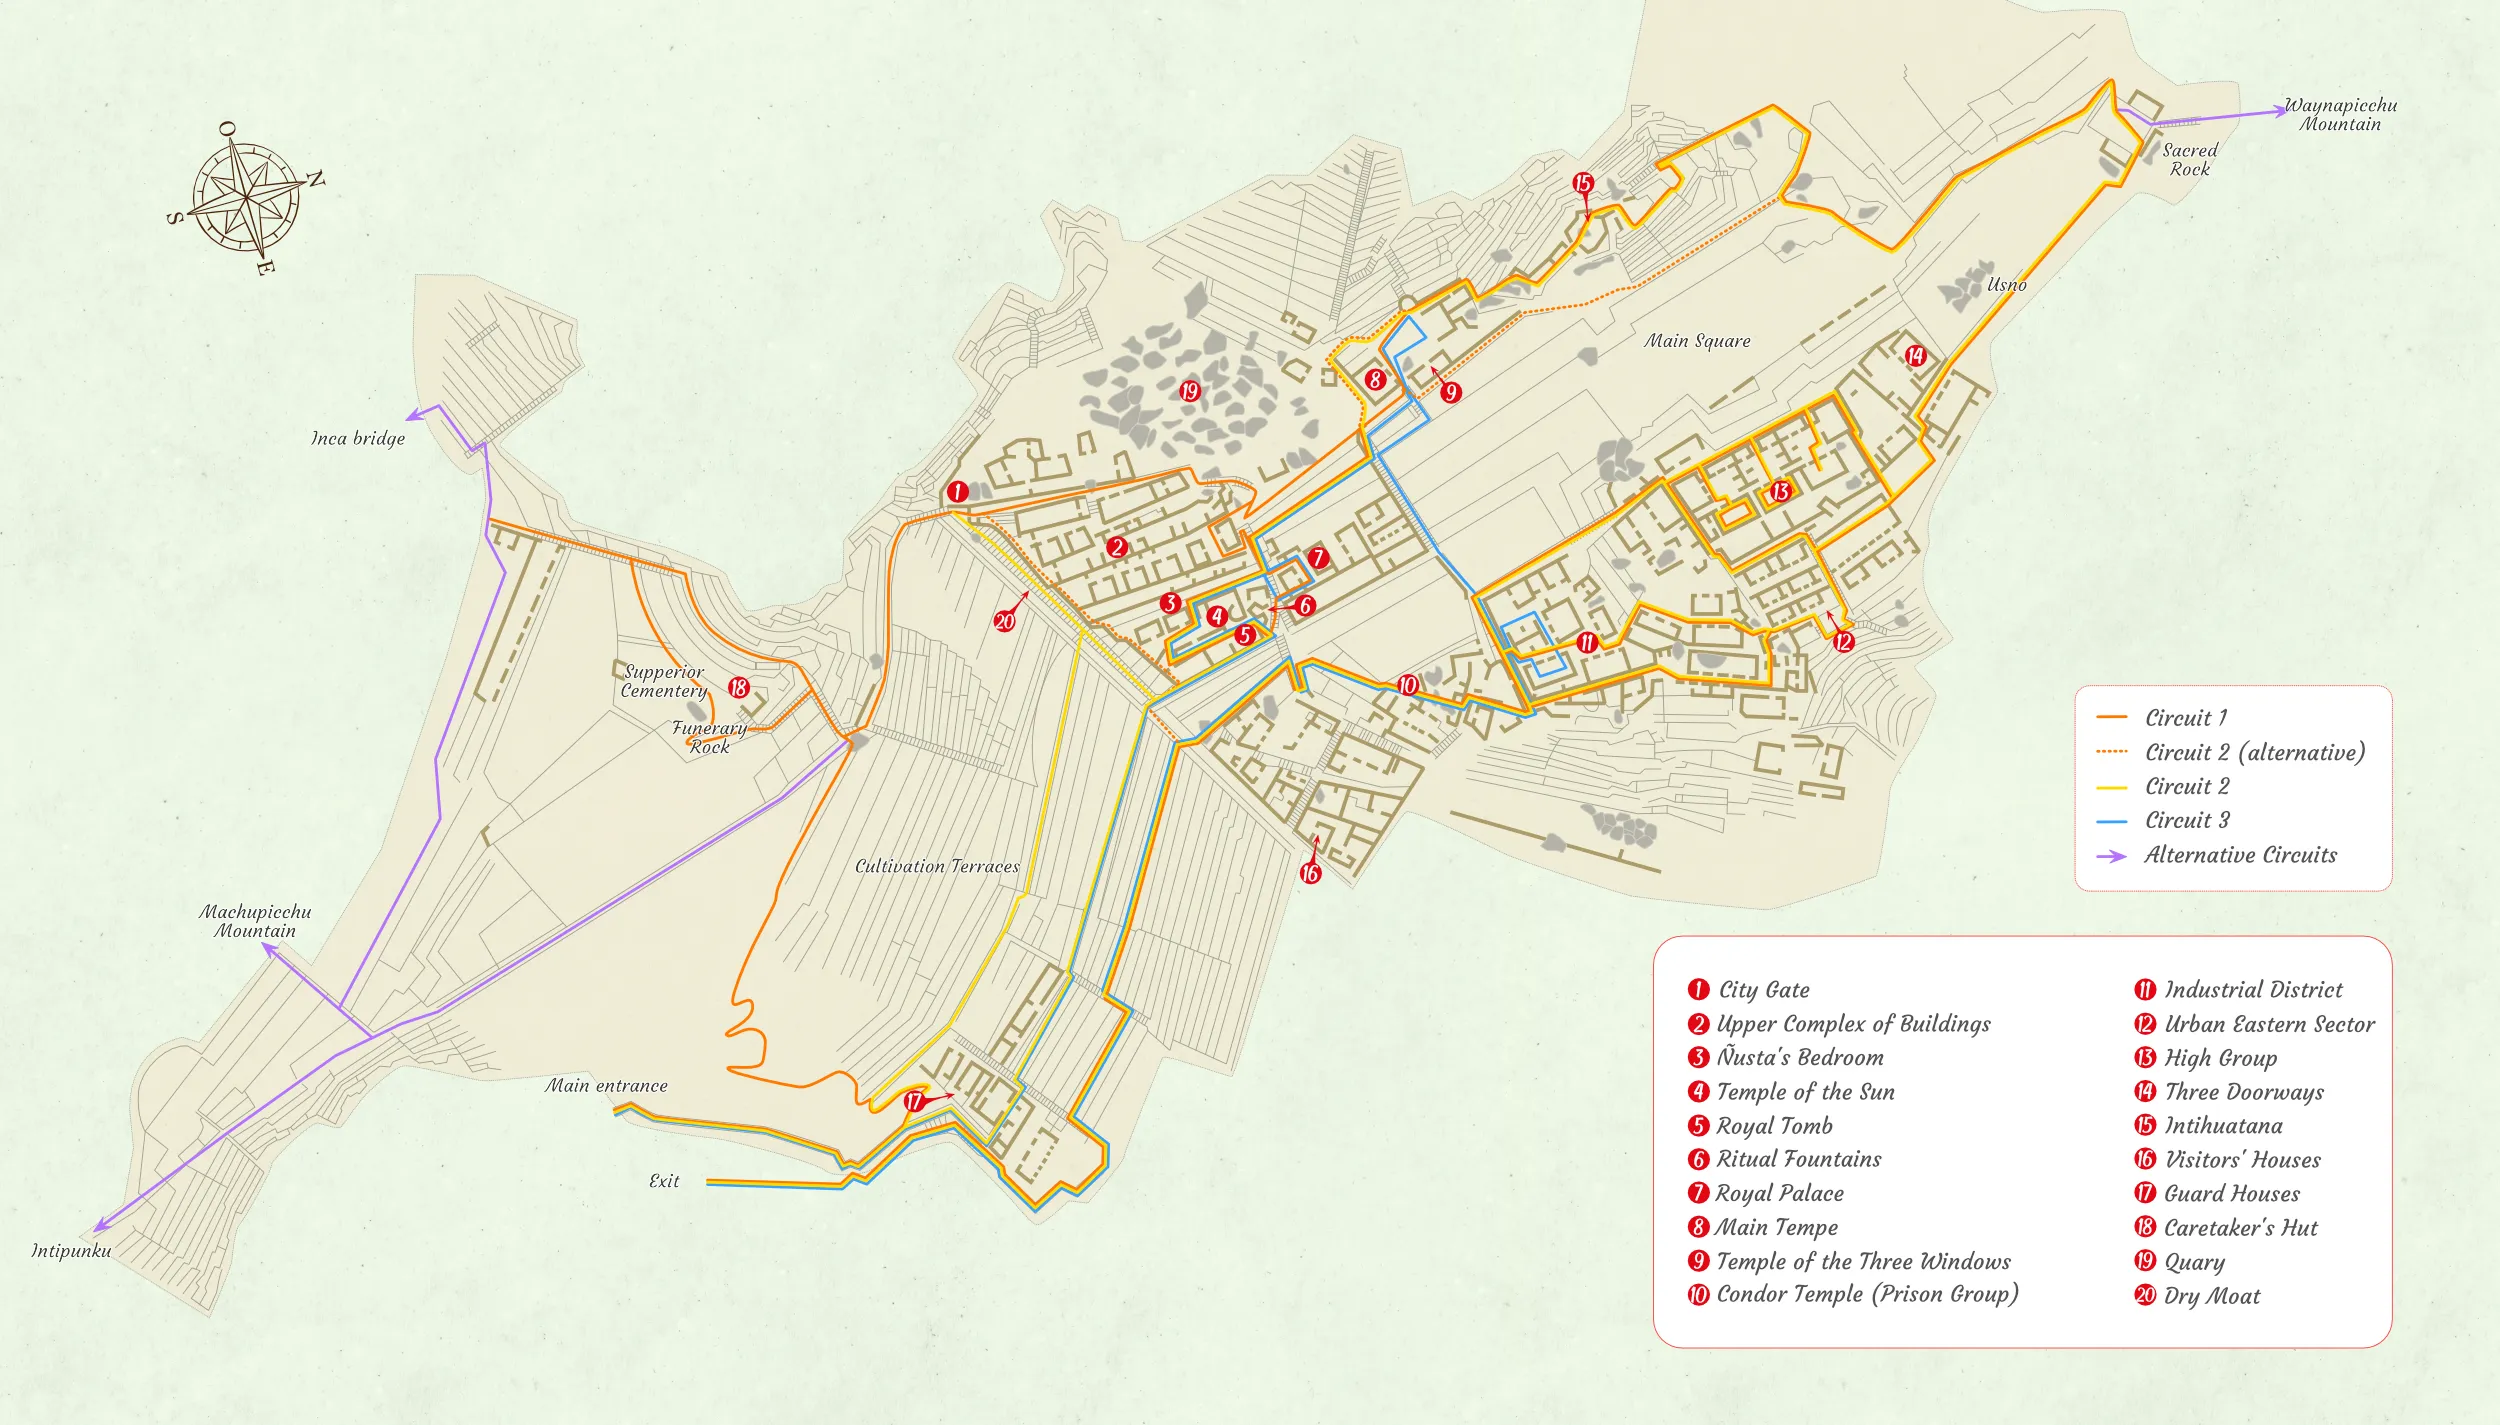 O
N
S
E
Waynapicchu
Mountain
Sacred
Rock
15
Usno
Main Square
14
8
9
19
Inca bridge
1
13
2
7
3
6
4
20
5
11
12
Supperior
Cementery
18
10
Funerary
Rock
Cultivation Terraces
16
Machupicchu
Mountain
Main entrance
17
Exit
Intipunku
Circuit 1
Circuit 2 (alternative)
Circuit 2
Circuit 3
Alternative Circuits
1 City Gate
2 Upper Complex of Buildings
3 Ñusta's Bedroom
4 Temple of the Sun
5 Royal Tomb
6 Ritual Fountains
7 Royal Palace
8 Main Tempe
9 Temple of the Three Windows
10 Condor Temple (Prison Group)
11 Industrial District
12 Urban Eastern Sector
13 High Group
14 Three Doorways
15 Intihuatana
16 Visitors' Houses
17 Guard Houses
18 Caretaker's Hut
19 Quary
20 Dry Moat